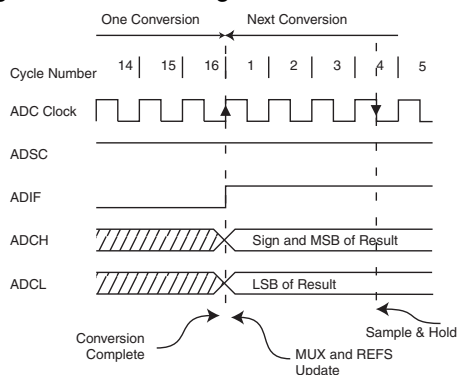 One Conversion Next Conversion
Cycle Number 14 15 16 1 2 3 4 5
ADC Clock
ADSC
ADIF
ADCH Sign and MSB of Result
ADCL LSB of Result
Conversion Complete
MUX and REFS Update
Sample & Hold